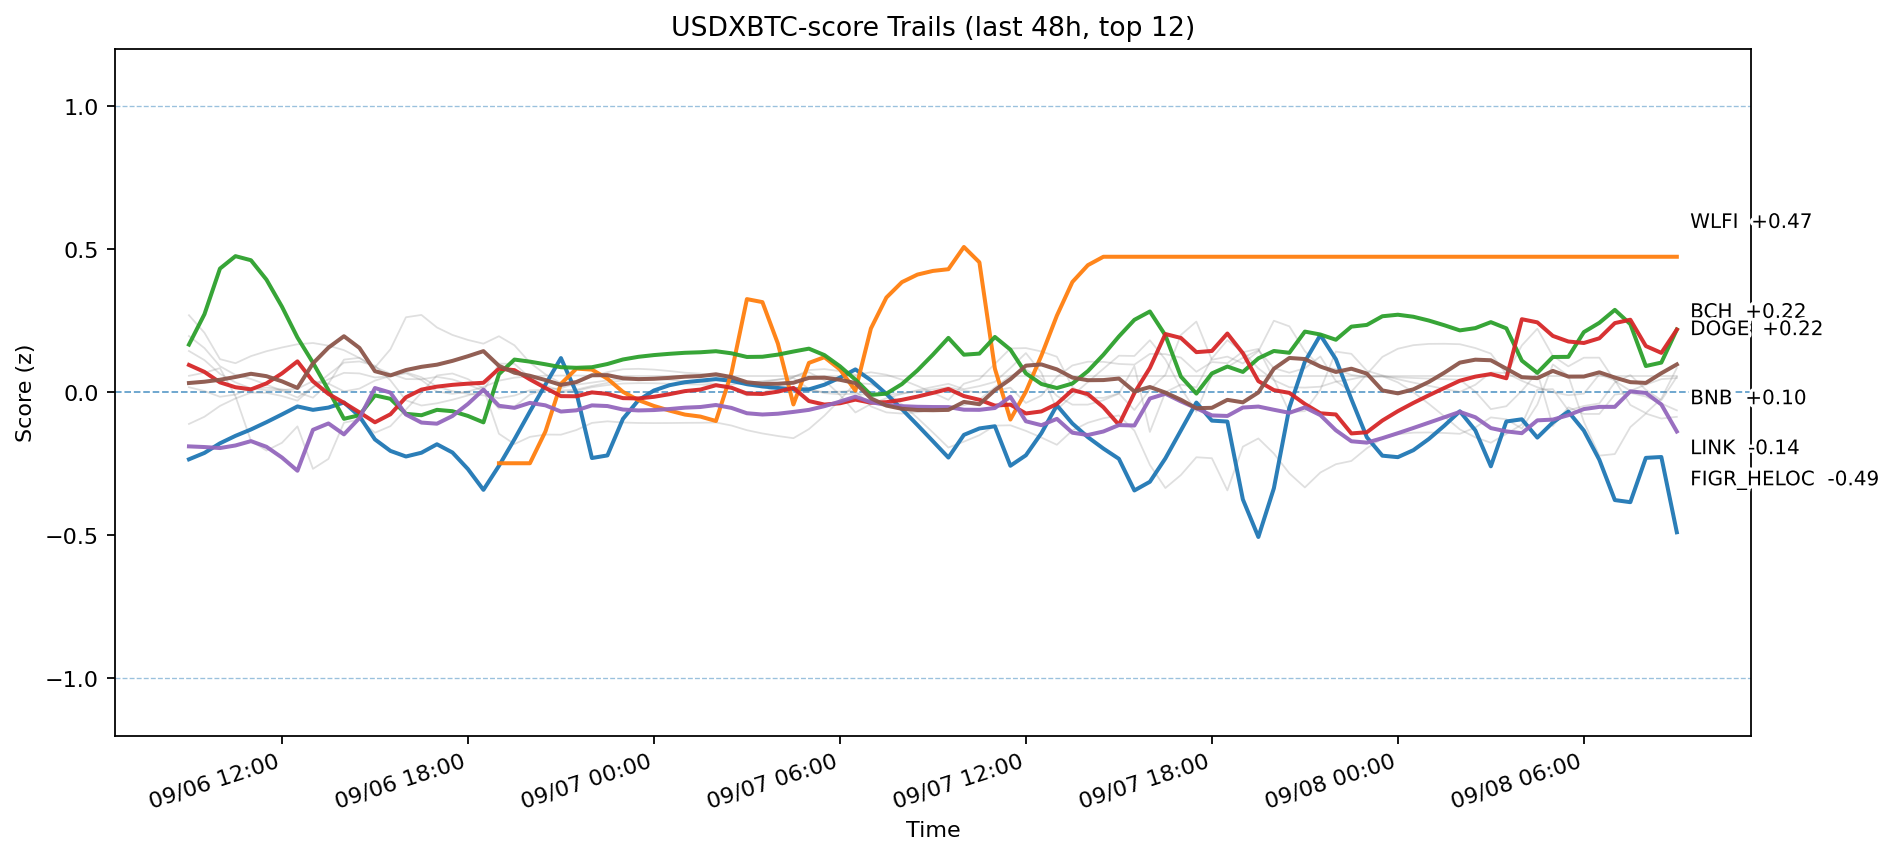 USDXBTC-score Trails (last 48h, top 12)
Score (z)
1.0
0.5
0.0
−0.5
−1.0
WLFI +0.47
BCH +0.22
DOGE +0.22
BNB +0.10
LINK -0.14
FIGR_HELOC -0.49
09/06 12:00
09/06 18:00
09/07 00:00
09/07 06:00
09/07 12:00
09/07 18:00
09/08 00:00
09/08 06:00
Time